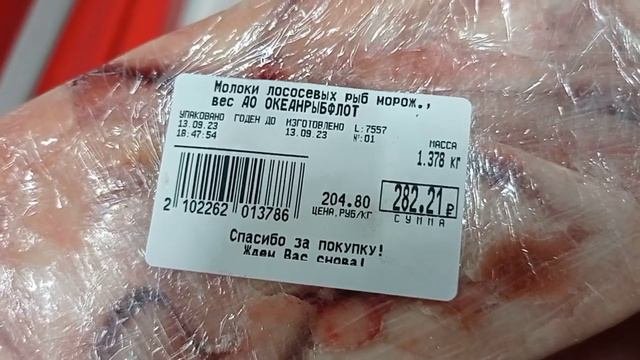 Молоки лососевых рыб морож.,
вес АО ОКЕАНРЫБФЛОТ
УПАКОВАНО ГОДЕН ДО ИЗГОТОВЛЕНО L:7557
13.09.23 13.09.23 №:01
18:47:54
МАССА
1.378 кг
204.80
ЦЕНА,РУБ/КГ
282.21 ₽
СУММА
2 102262 013786
Спасибо за покупку!
Ждем Вас снова!